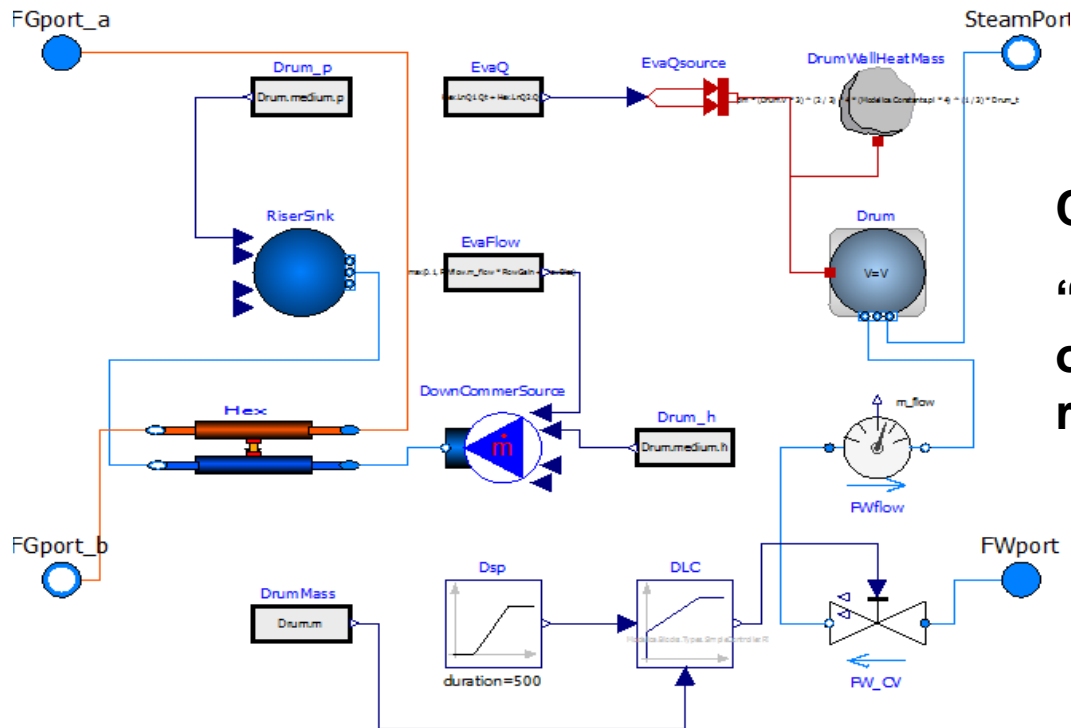 FGport_a
SteamPort
Drum_p
EvaQ
EvaQsource
DrumWallHeatMass
Drum.medium.p
RiserSink
EvaFlow
Drum
V=V
DownCommerSource
m_flow
Hex
Drum_h
ṁ
Drum.medium.h
FWflow
FGport_b
FWport
Dsp
DLC
DrumMass
Drum.m
duration=500
FW_CV